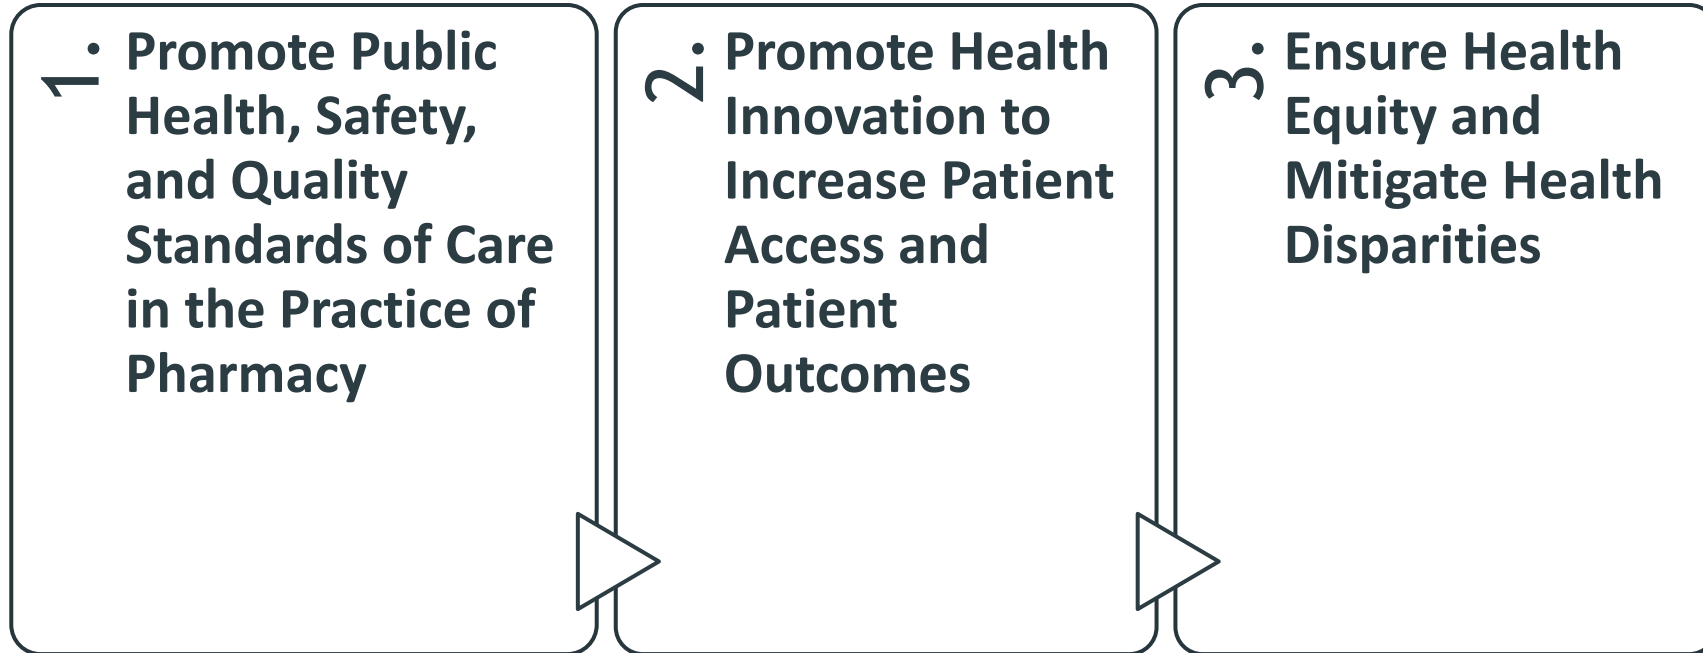 1.
Promote Public
Health, Safety,
and Quality
Standards of Care
in the Practice of
Pharmacy
2.
Promote Health
Innovation to
Increase Patient
Access and
Patient
Outcomes
3.
Ensure Health
Equity and
Mitigate Health
Disparities